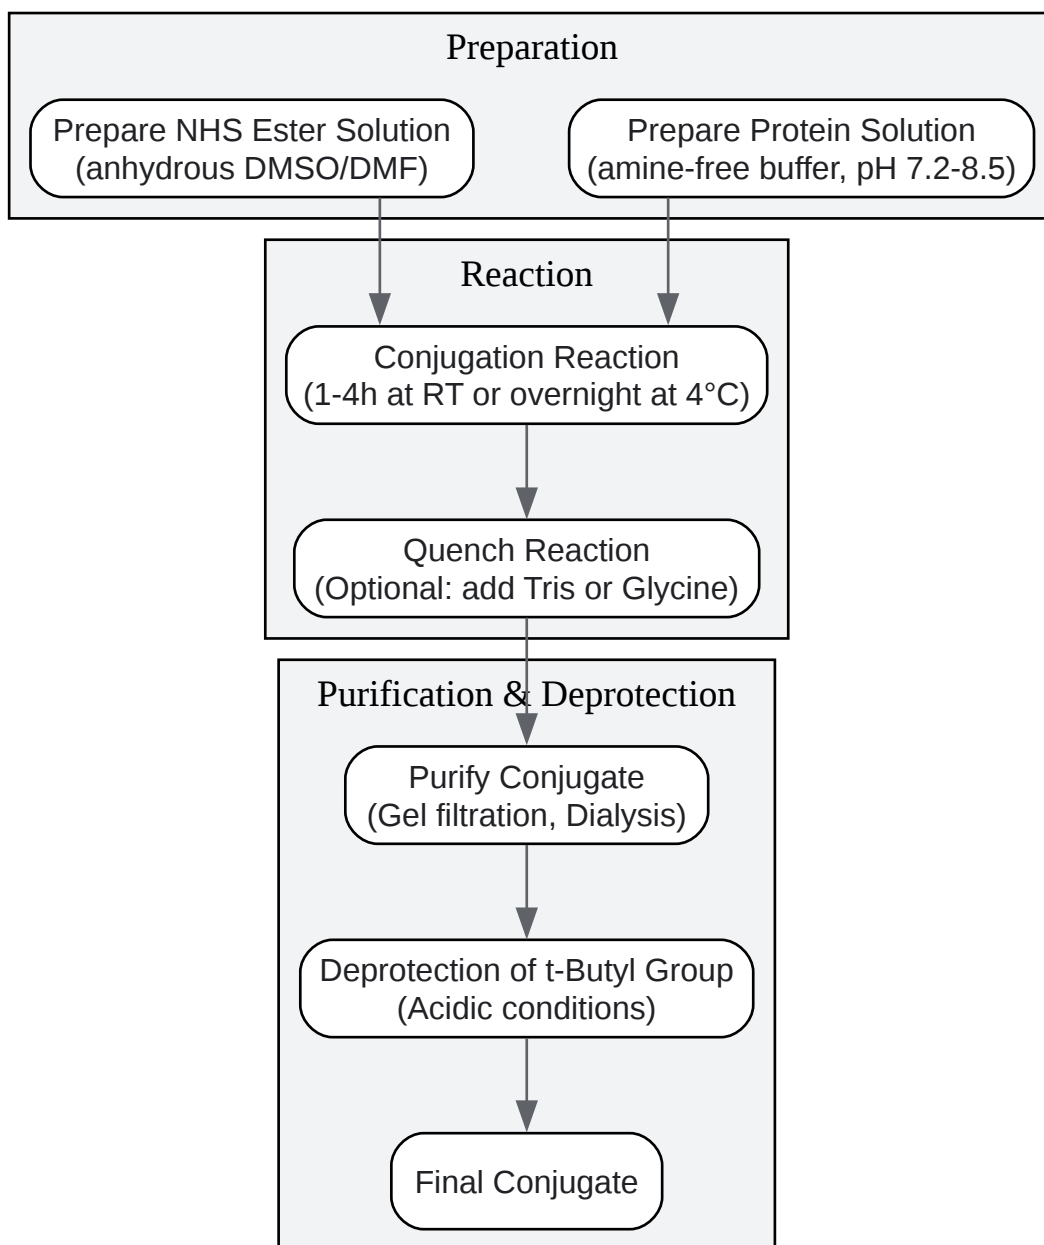 Preparation
Prepare NHS Ester Solution
(anhydrous DMSO/DMF)
Prepare Protein Solution
(amine-free buffer, pH 7.2-8.5)
Reaction
Conjugation Reaction
(1-4h at RT or overnight at 4°C)
Quench Reaction
(Optional: add Tris or Glycine)
Purification & Deprotection
Purify Conjugate
(Gel filtration, Dialysis)
Deprotection of t-Butyl Group
(Acidic conditions)
Final Conjugate